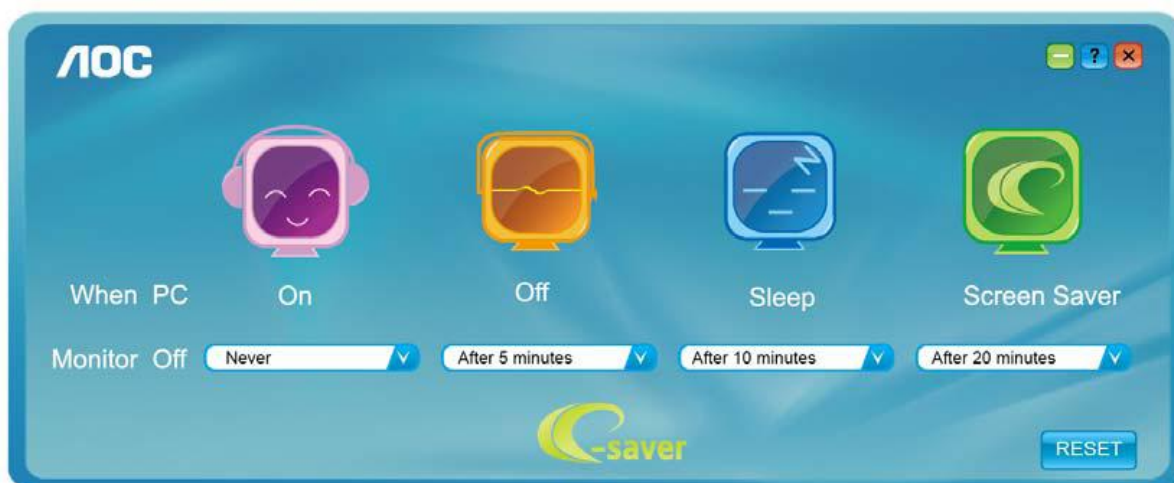 AOC
?
When PC On Off Sleep Screen Saver
Monitor Off Never After 5 minutes After 10 minutes After 20 minutes
e-saver
RESET